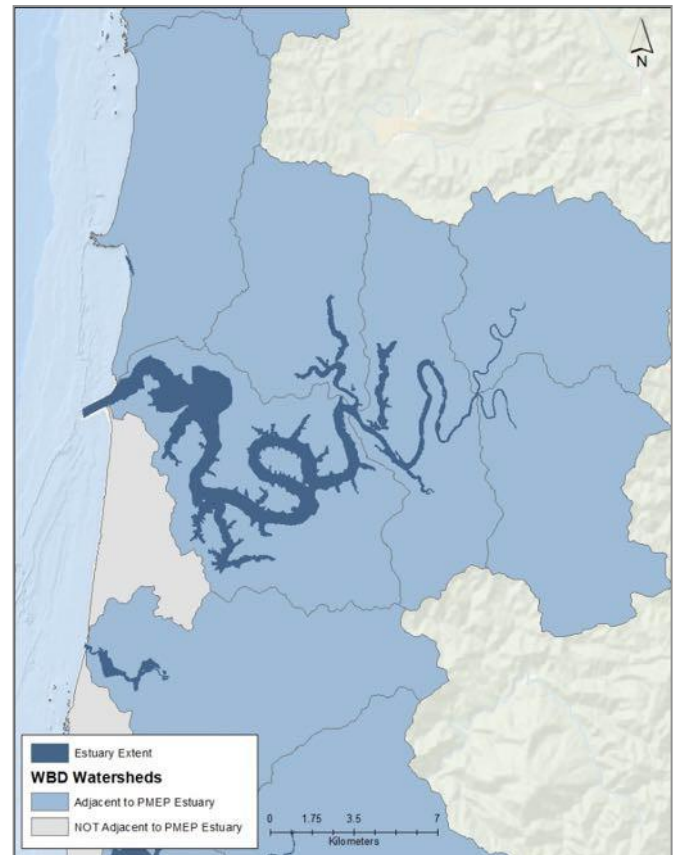 N
Estuary Extent
WBD Watersheds
Adjacent to PMEP Estuary
NOT Adjacent to PMEP Estuary
0 1.75 3.5 7
Kilometers